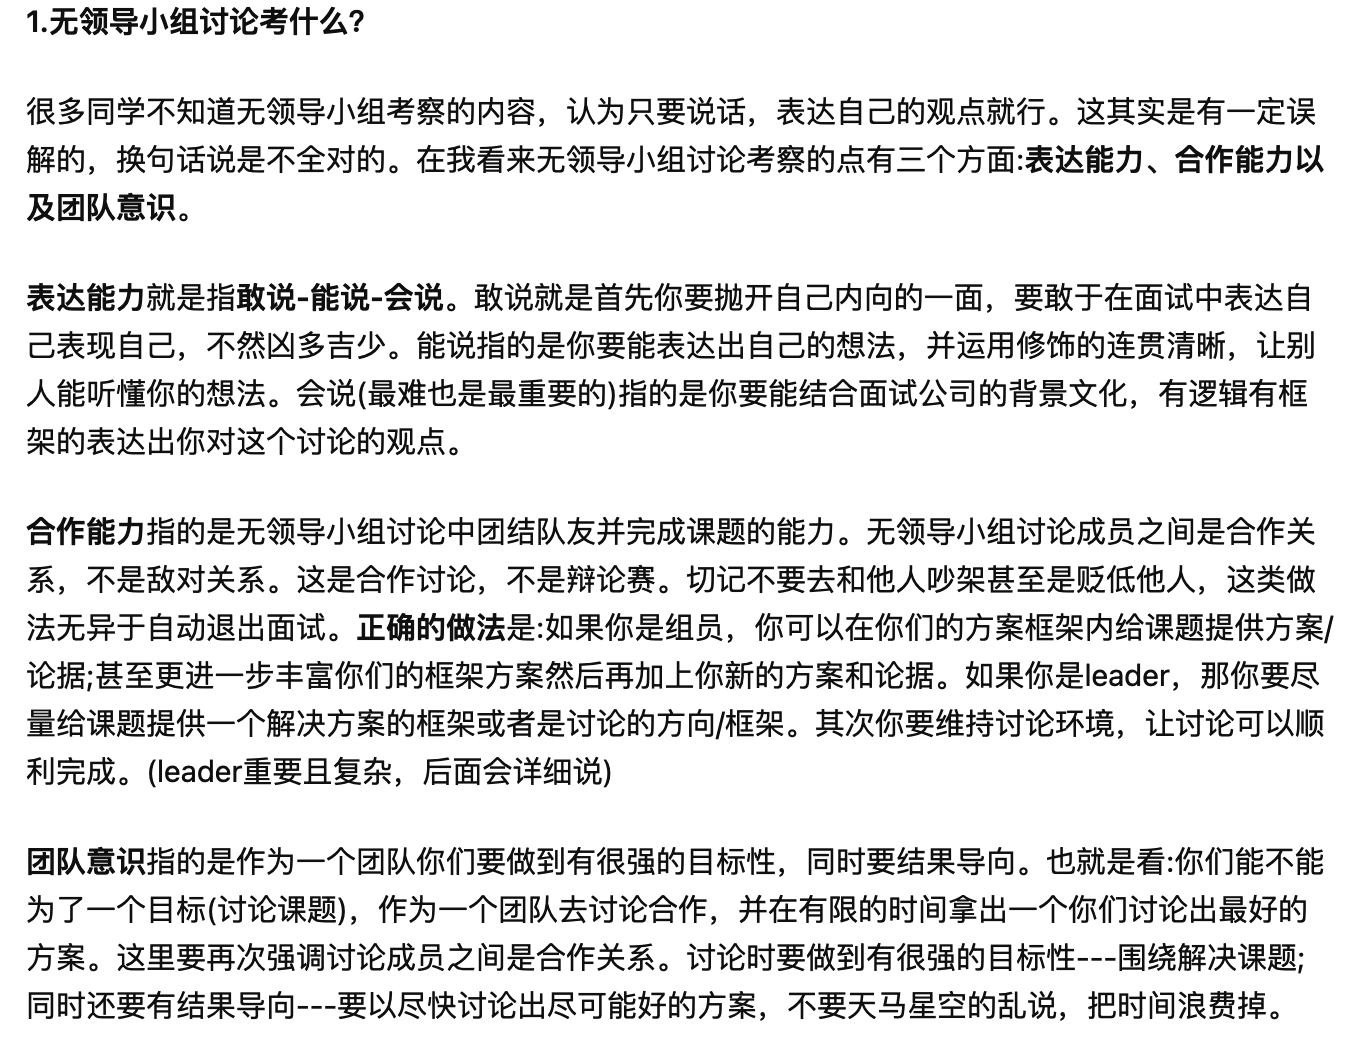 1.无领导小组讨论考什么?
很多同学不知道无领导小组考察的内容，认为只要说话，表达自己的观点就行。这其实是有一定误
解的，换句话说是不全对的。在我看来无领导小组讨论考察的点有三个方面:表达能力、合作能力以
及团队意识。
表达能力就是指敢说-能说-会说。敢说就是首先你要抛开自己内向的一面，要敢于在面试中表达自
己表现自己，不然凶多吉少。能说指的是你要能表达出自己的想法，并运用修饰的连贯清晰，让别
人能听懂你的想法。会说(最难也是最重要的)指的是你要能结合面试公司的背景文化，有逻辑有框
架的表达出你对这个讨论的观点。
合作能力指的是无领导小组讨论中团结队友并完成课题的能力。无领导小组讨论成员之间是合作关
系，不是敌对关系。这是合作讨论，不是辩论赛。切记不要去和他人吵架甚至是贬低他人，这类做
法无异于自动退出面试。正确的做法是:如果你是组员，你可以在你们的方案框架内给课题提供方案/
论据;甚至更进一步丰富你们的框架方案然后再加上你新的方案和论据。如果你是leader，那你要尽
量给课题提供一个解决方案的框架或者是讨论的方向/框架。其次你要维持讨论环境，让讨论可以顺
利完成。(leader重要且复杂，后面会详细说)
团队意识指的是作为一个团队你们要做到有很强的目标性，同时要结果导向。也就是看:你们能不能
为了一个目标(讨论课题)，作为一个团队去讨论合作，并在有限的时间拿出一个你们讨论出最好的
方案。这里要再次强调讨论成员之间是合作关系。讨论时要做到有很强的目标性---围绕解决课题;
同时还要有结果导向---要以尽快讨论出尽可能好的方案，不要天马星空的乱说，把时间浪费掉。